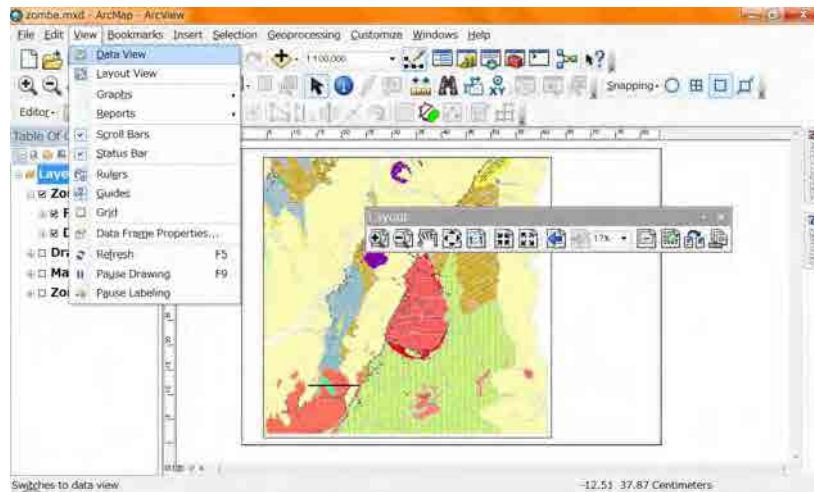 zombe.mxd - ArcMap - ArcView
File Edit View Bookmarks Insert Selection Geoprocessing Customize Windows Help
1:100,000
Snapping
Editor
Data View
Layout View
Graphs
Reports
Scroll Bars
Status Bar
Rulers
Guides
Grid
Data Frame Properties...
Refresh F5
Pause Drawing F9
Pause Labeling
Table Of
Laye
Zo
F
D
Dr
Ma
Zo
Layout
1:1
17%
Switches to data view
-12.51 37.87 Centimeters